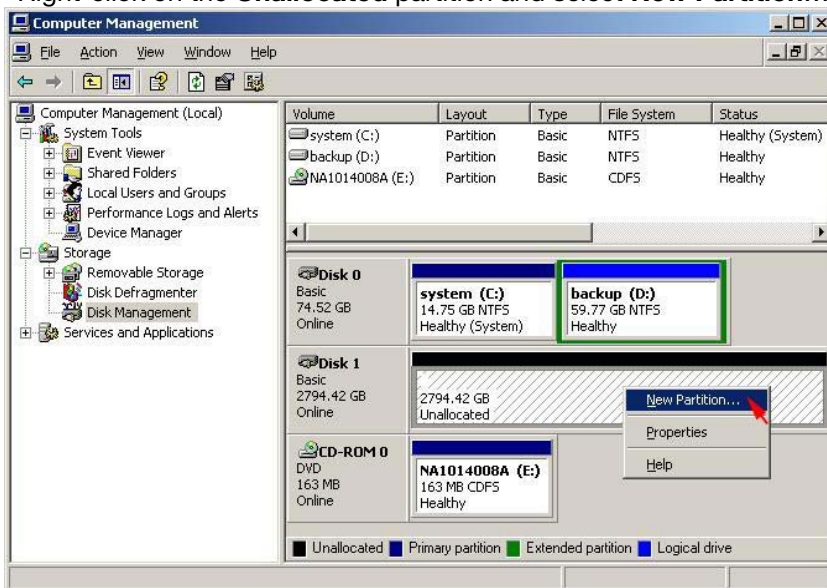 Right-click on the Unallocated partition and select New Partition...
Computer Management
File Action View Window Help
Computer Management (Local)
System Tools
Event Viewer
Shared Folders
Local Users and Groups
Performance Logs and Alerts
Device Manager
Storage
Removable Storage
Disk Defragmenter
Disk Management
Services and Applications
Volume Layout Type File System Status
system (C:) Partition Basic NTFS Healthy (System)
backup (D:) Partition Basic NTFS Healthy
NA1014008A (E:) Partition Basic CDFS Healthy
Disk 0
Basic
74.52 GB
Online
system (C:)
14.75 GB NTFS
Healthy (System)
backup (D:)
59.77 GB NTFS
Healthy
Disk 1
Basic
2794.42 GB
Online
2794.42 GB
Unallocated
New Partition...
Properties
Help
CD-ROM 0
DVD
163 MB
Online
NA1014008A (E:)
163 MB CDFS
Healthy
Unallocated Primary partition Extended partition Logical drive